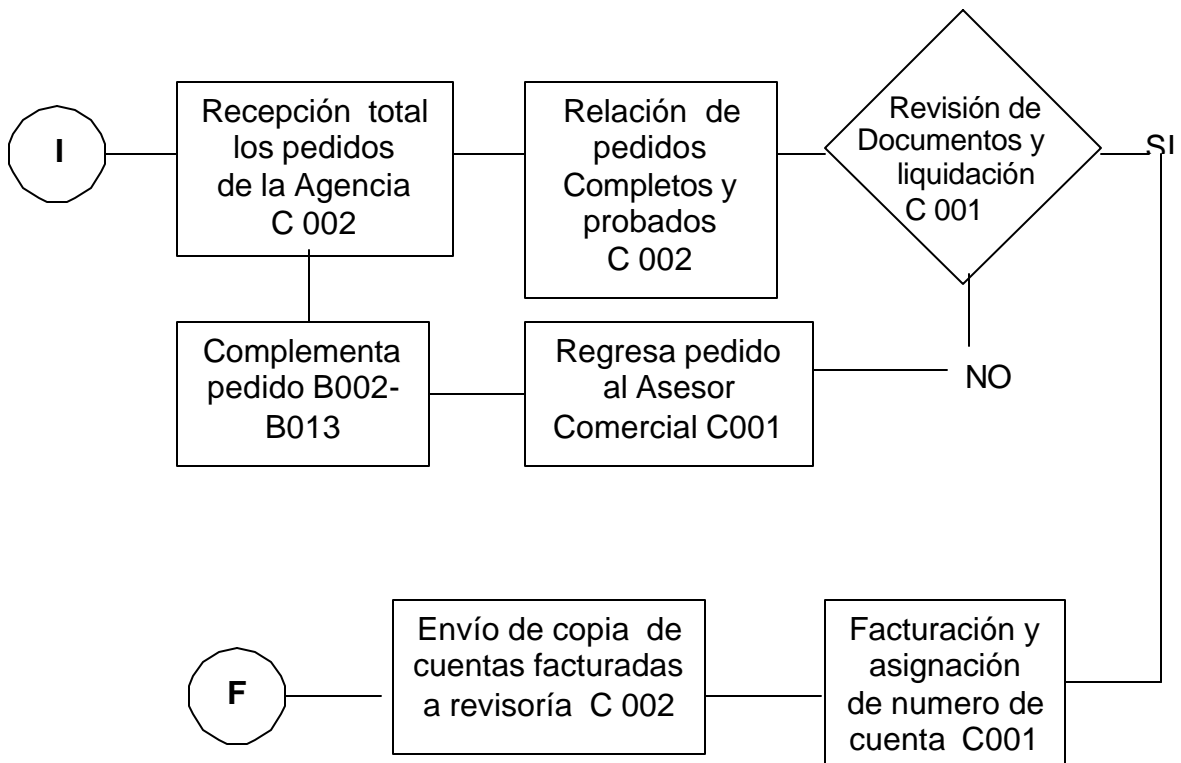 I
Recepción total
los pedidos
de la Agencia
C 002
Relación de
pedidos
Completos y
probados
C 002
Revisión de
Documentos y
liquidación
C 001
SI
Complementa
pedido B002-
B013
Regresa pedido
al Asesor
Comercial C001
NO
F
Envío de copia de
cuentas facturadas
a revisoría C 002
Facturación y
asignación
de numero de
cuenta C001